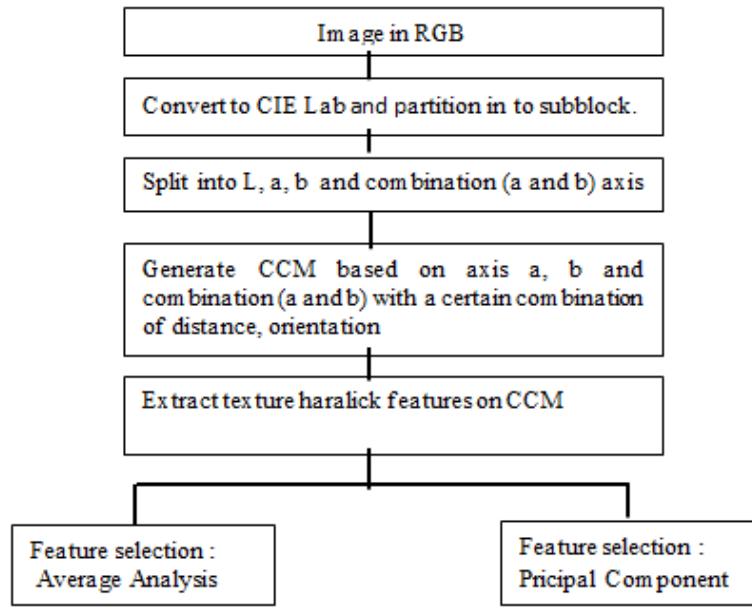 Image in RGB
Convert to CIE Lab and partition in to subblock.
Split into L, a, b and combination (a and b) axis
Generate CCM based on axis a, b and
combination (a and b) with a certain combination
of distance, orientation
Extract texture haralick features on CCM
Feature selection :
Average Analysis
Feature selection :
Pricipal Component